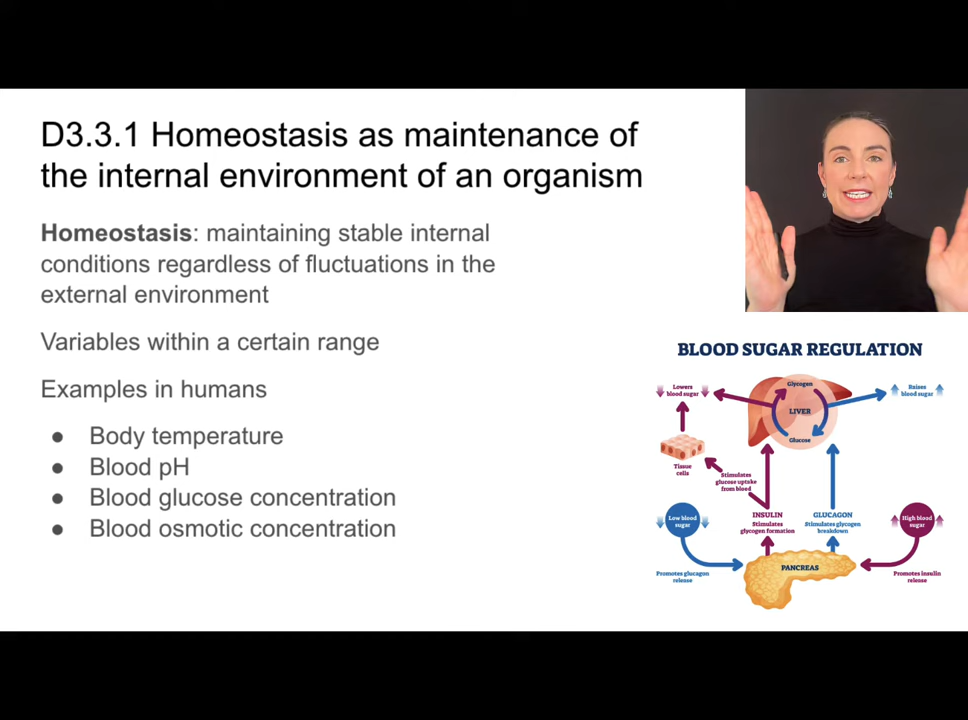 D3.3.1 Homeostasis as maintenance of
the internal environment of an organism
Homeostasis: maintaining stable internal
conditions regardless of fluctuations in the
external environment
Variables within a certain range
Examples in humans
● Body temperature
● Blood pH
● Blood glucose concentration
● Blood osmotic concentration
BLOOD SUGAR REGULATION
Lowers
blood sugar
Glycogen
LIVER
Glucose
Raises
blood sugar
Tissue
cells
Stimulates
glucose uptake
from blood
Low blood
sugar
INSULIN
Stimulates
glycogen formation
GLUCAGON
Stimulates glycogen
breakdown
High blood
sugar
PANCREAS
Promotes glucagon
release
Promotes insulin
release